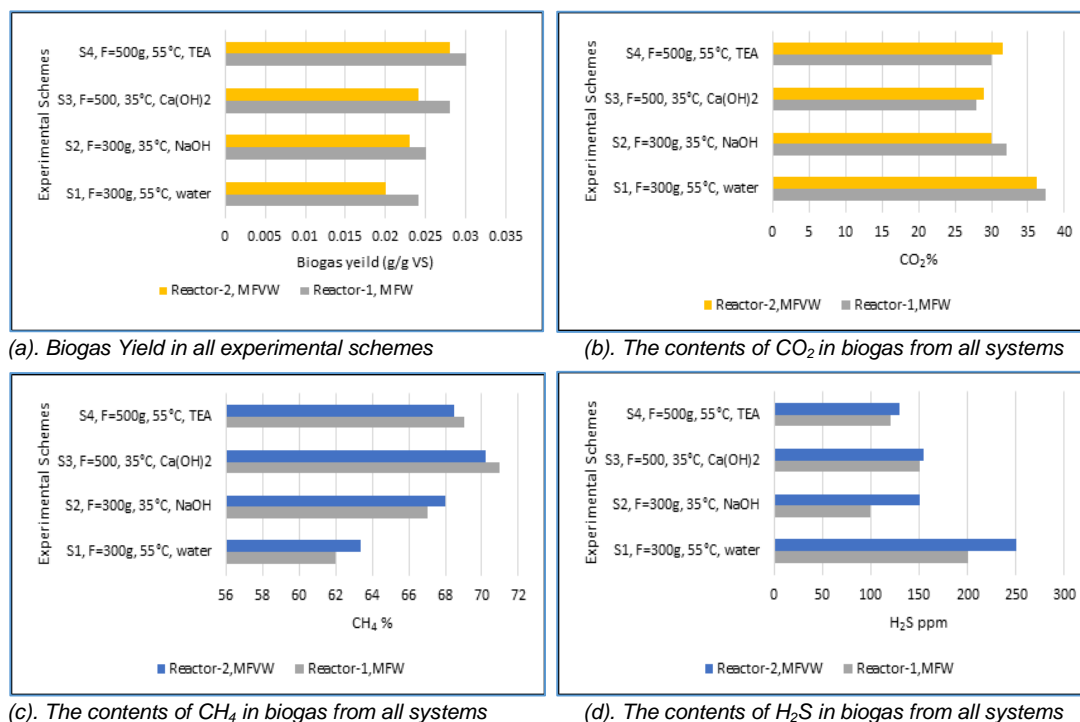 Experimental Schemes
S4, F=500g, 55°C, TEA
S3, F=500, 35°C, Ca(OH)2
S2, F=300g, 35°C, NaOH
S1, F=300g, 55°C, water
0 0.005 0.01 0.015 0.02 0.025 0.03 0.035
Biogas yeild (g/g VS)
Reactor-2, MFVW Reactor-1, MFW
(a). Biogas Yield in all experimental schemes
Experimental Schemes
S4, F=500g, 55°C, TEA
S3, F=500, 35°C, Ca(OH)2
S2, F=300g, 35°C, NaOH
S1, F=300g, 55°C, water
0 5 10 15 20 25 30 35 40
CO₂%
Reactor-2, MFVW Reactor-1, MFW
(b). The contents of CO₂ in biogas from all systems
Experimental Schemes
S4, F=500g, 55°C, TEA
S3, F=500, 35°C, Ca(OH)2
S2, F=300g, 35°C, NaOH
S1, F=300g, 55°C, water
56 58 60 62 64 66 68 70 72
CH₄ %
Reactor-2,MFVW Reactor-1,MFW
(c). The contents of CH₄ in biogas from all systems
Experimental Schemes
S4, F=500g, 55°C, TEA
S3, F=500, 35°C, Ca(OH)2
S2, F=300g, 35°C, NaOH
S1, F=300g, 55°C, water
0 50 100 150 200 250 300
H₂S ppm
Reactor-2,MFVW Reactor-1,MFW
(d). The contents of H₂S in biogas from all systems